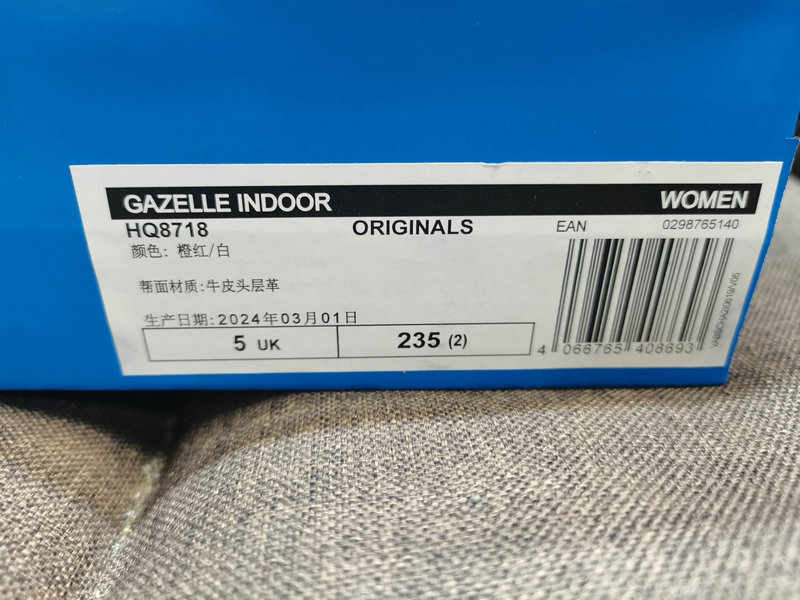 GAZELLE INDOOR WOMEN
HQ8718 ORIGINALS EAN 0298765140
颜色: 橙红/白
帮面材质:牛皮头层革
生产日期:2024年03月01日
5 UK 235 (2)
4 066765 408693